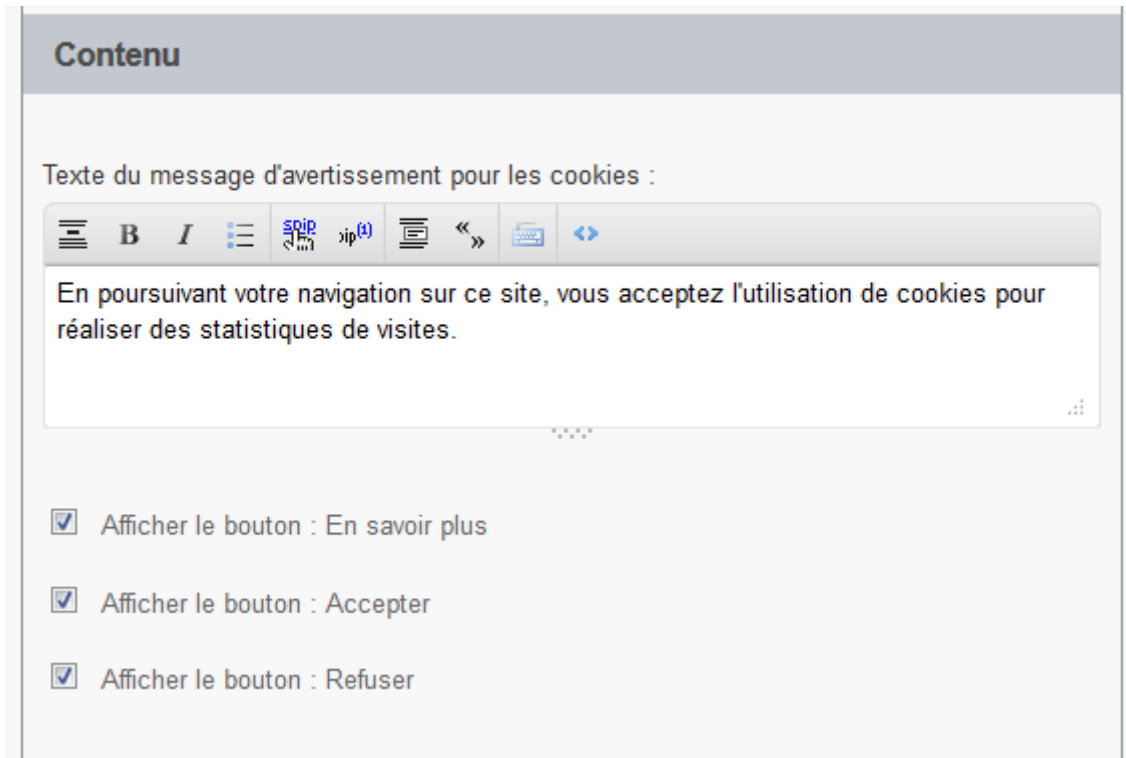 Contenu
Texte du message d'avertissement pour les cookies :
B I spip (1) « »
En poursuivant votre navigation sur ce site, vous acceptez l'utilisation de cookies pour
réaliser des statistiques de visites.
Afficher le bouton : En savoir plus
Afficher le bouton : Accepter
Afficher le bouton : Refuser